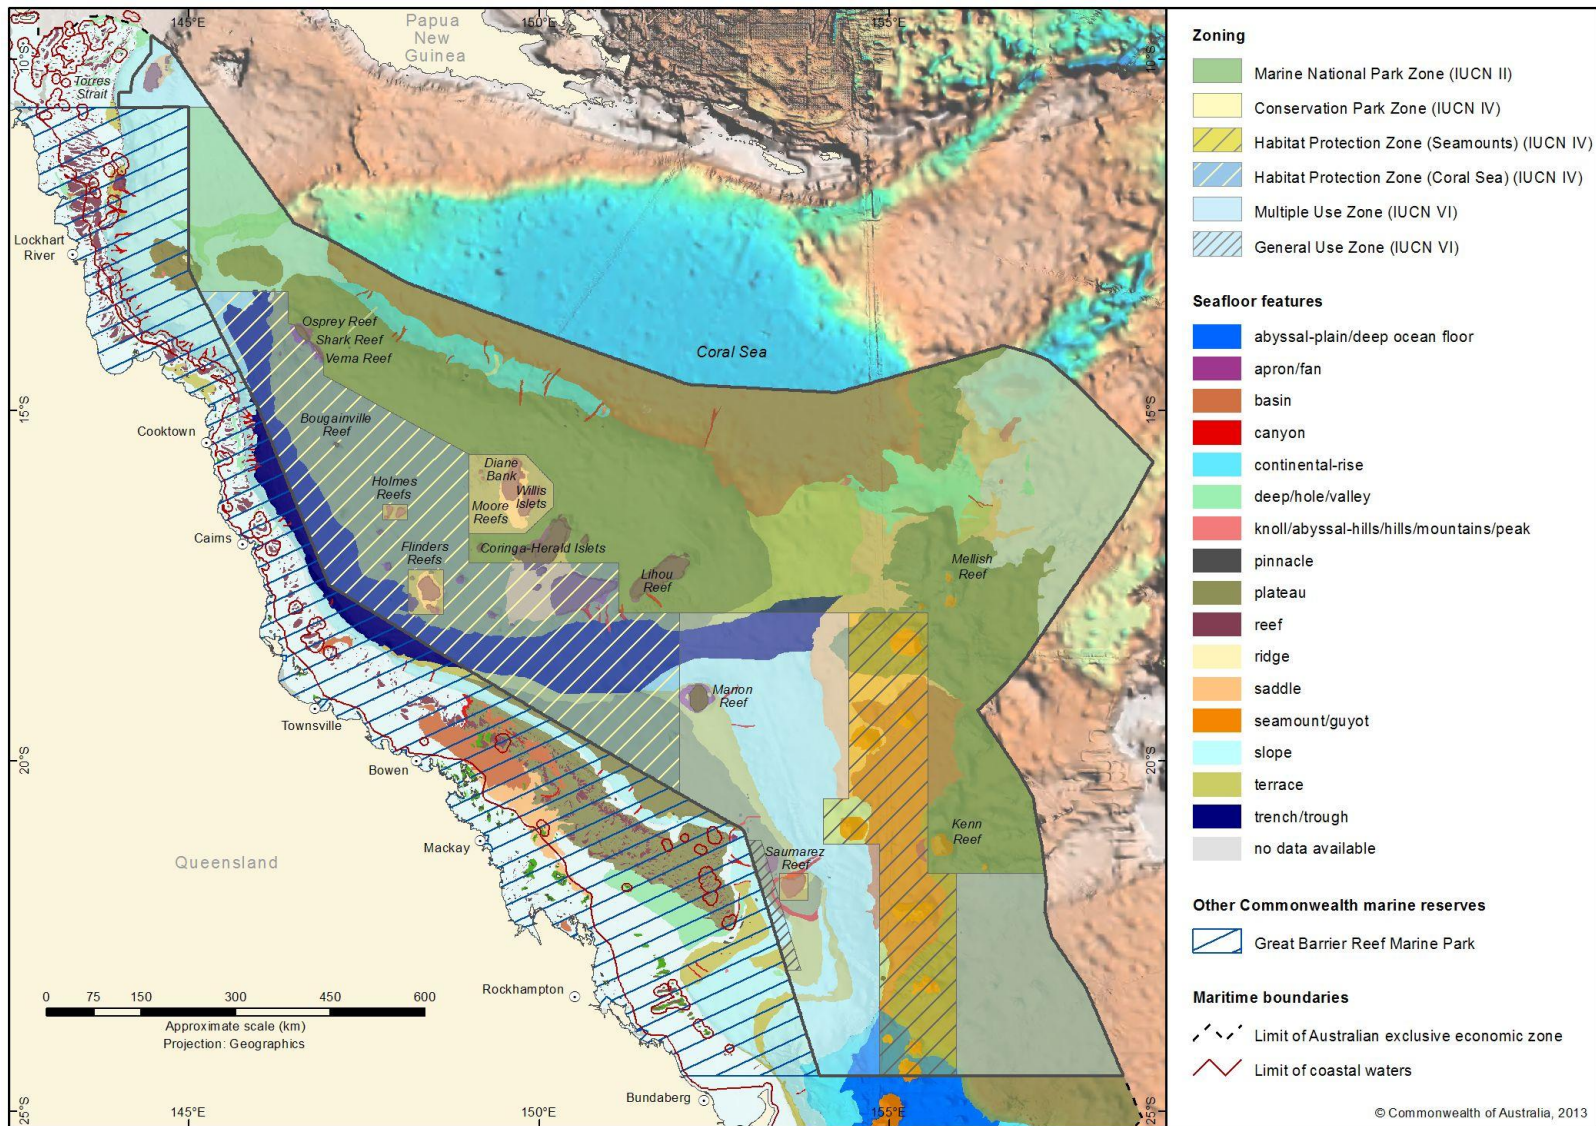 145°E
150°E
155°E
Papua
New
Guinea
10°S
10°S
Torres
Strait
Lockhart
River
Osprey Reef
Shark Reef
Vema Reef
Coral Sea
15°S
15°S
Bougainville
Reef
Cooktown
Diane
Bank
Willis
Islets
Holmes
Reefs
Moore
Reefs
Cairns
Flinders
Reefs
Coringa-Herald Islets
Lihou
Reef
Mellish
Reef
Marion
Reef
Townsville
20°S
20°S
Bowen
Mackay
Kenn
Reef
Saumarez
Reef
Queensland
Rockhampton
0 75 150 300 450 600
Approximate scale (km)
Projection: Geographics
Bundaberg
25°S
25°S
145°E
150°E
155°E
Zoning
Marine National Park Zone (IUCN II)
Conservation Park Zone (IUCN IV)
Habitat Protection Zone (Seamounts) (IUCN IV)
Habitat Protection Zone (Coral Sea) (IUCN IV)
Multiple Use Zone (IUCN VI)
General Use Zone (IUCN VI)
Seafloor features
abyssal-plain/deep ocean floor
apron/fan
basin
canyon
continental-rise
deep/hole/valley
knoll/abyssal-hills/hills/mountains/peak
pinnacle
plateau
reef
ridge
saddle
seamount/guyot
slope
terrace
trench/trough
no data available
Other Commonwealth marine reserves
Great Barrier Reef Marine Park
Maritime boundaries
Limit of Australian exclusive economic zone
Limit of coastal waters
© Commonwealth of Australia, 2013